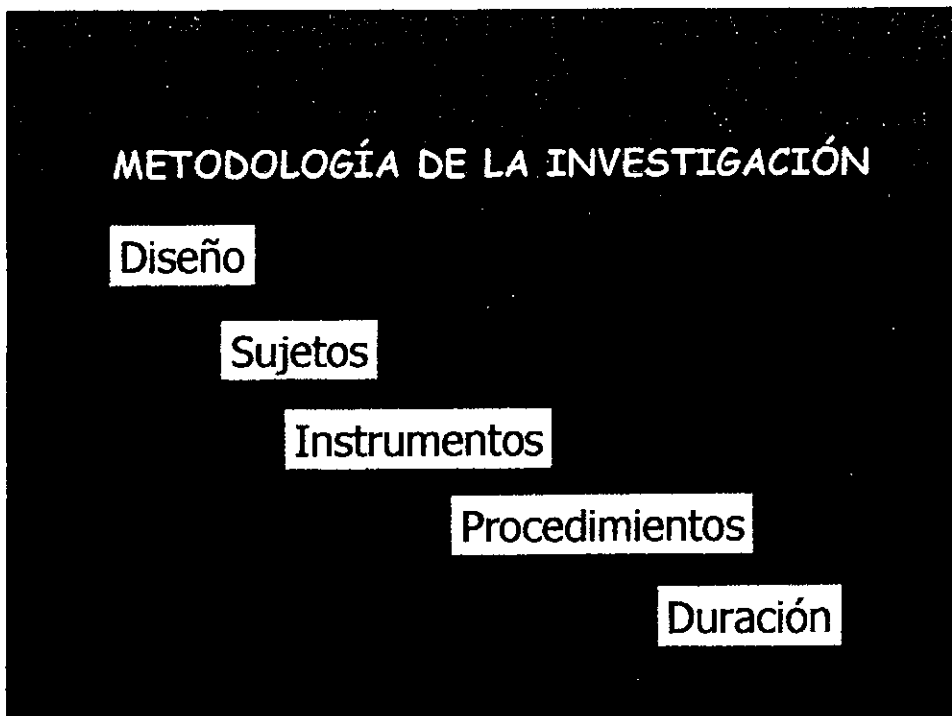 METODOLOGÍA DE LA INVESTIGACIÓN
Diseño
Sujetos
Instrumentos
Procedimientos
Duración